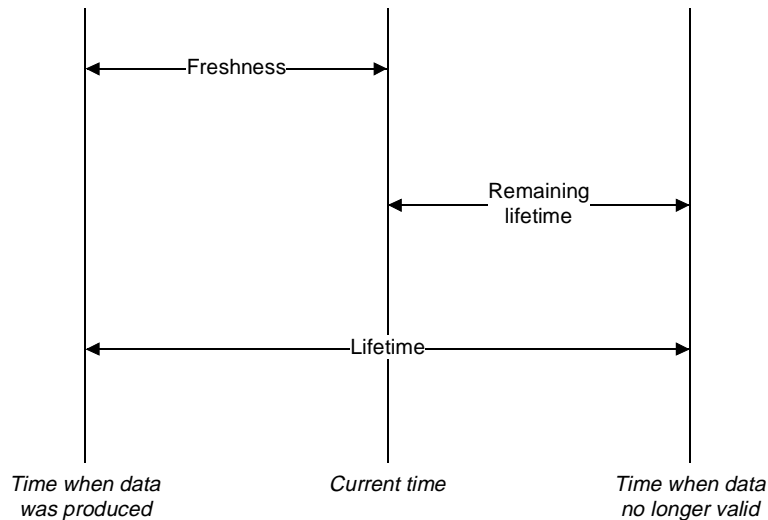 Freshness
Remaining
lifetime
Lifetime
Time when data
was produced
Current time
Time when data
no longer valid